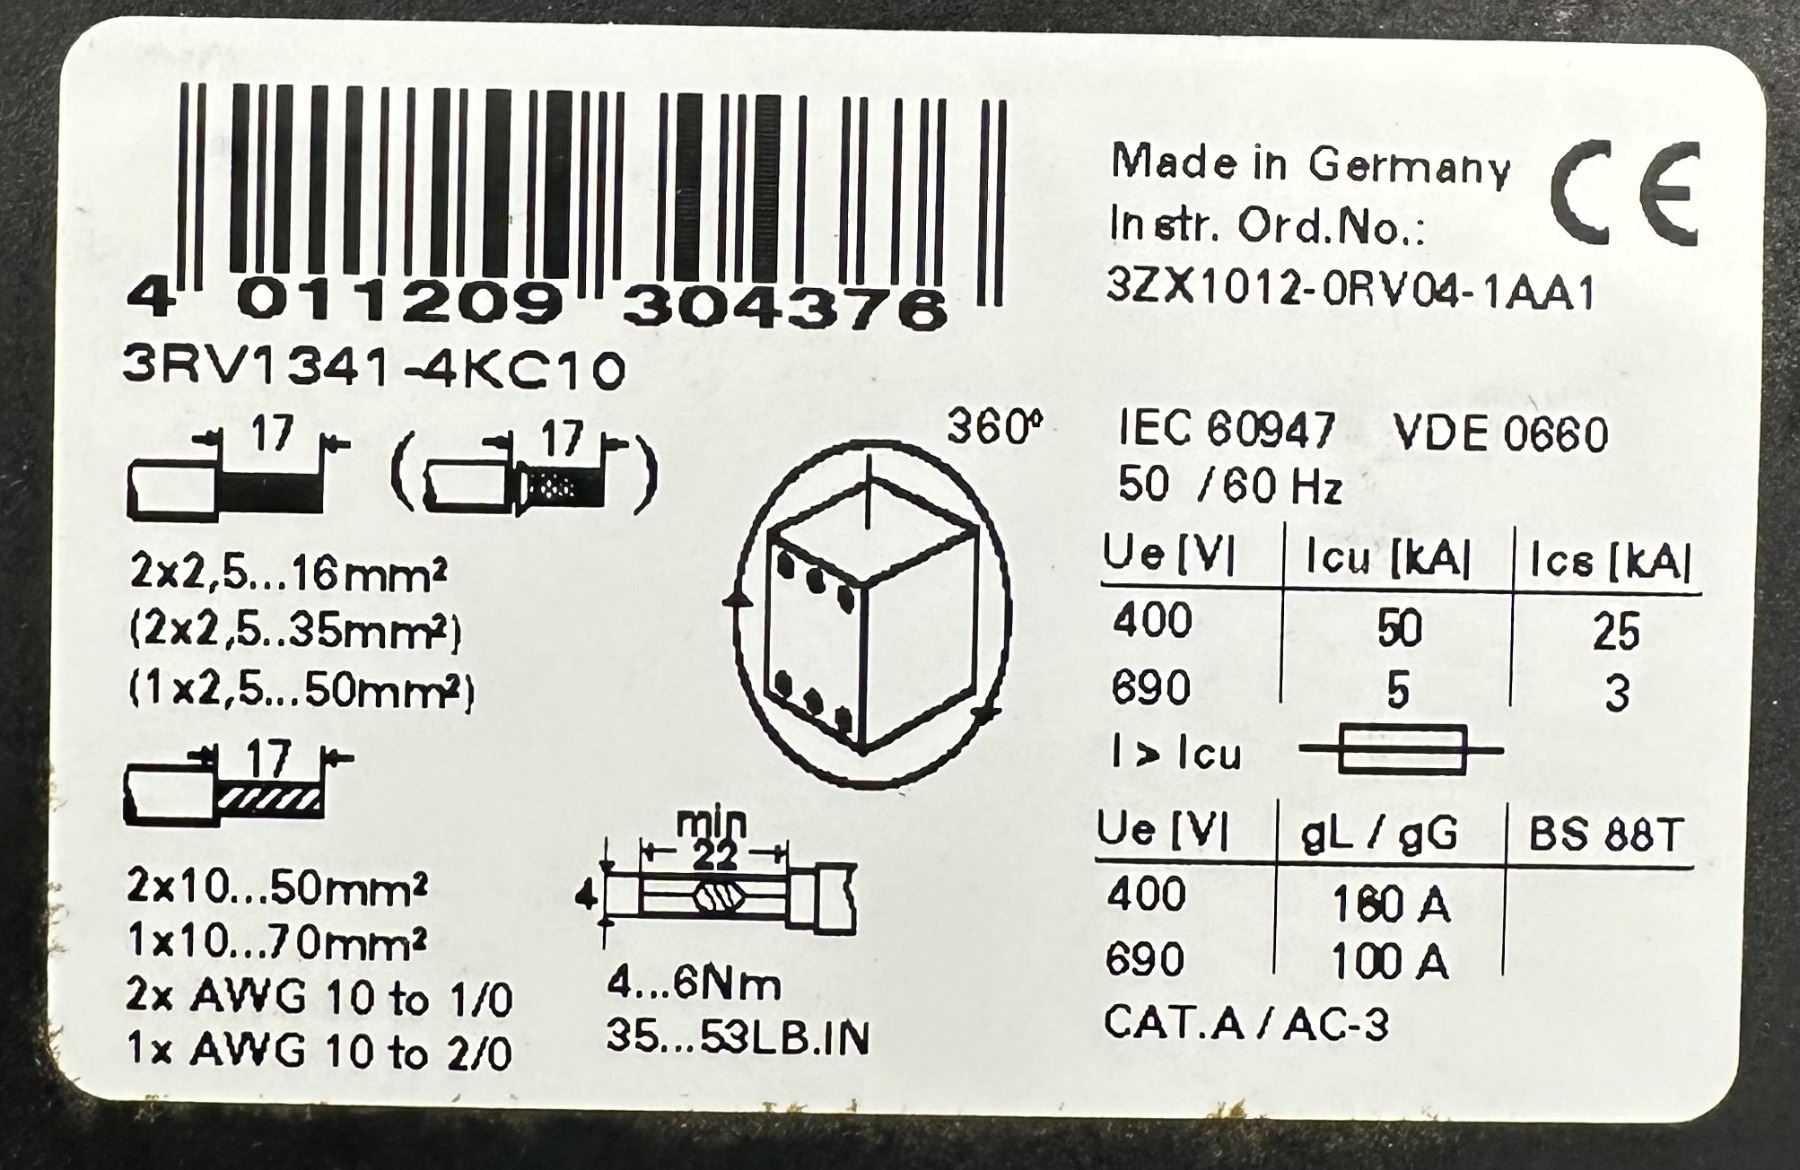 4 011209 304376
3RV1341-4KC10
17 (17)
2x2,5...16mm²
(2x2,5..35mm²)
(1x2,5...50mm²)
17
2x10...50mm²
1x10...70mm²
2x AWG 10 to 1/0
1x AWG 10 to 2/0
360°
min
22
4
4...6Nm
35...53LB.IN
Made in Germany CE
Instr. Ord.No.:
3ZX1012-0RV04-1AA1
IEC 60947 VDE 0660
50 /60 Hz
Ue [V] Icu [kA] Ics [kA]
400 50 25
690 5 3
I > Icu
Ue [V] gL / gG BS 88T
400 160 A
690 100 A
CAT.A / AC-3